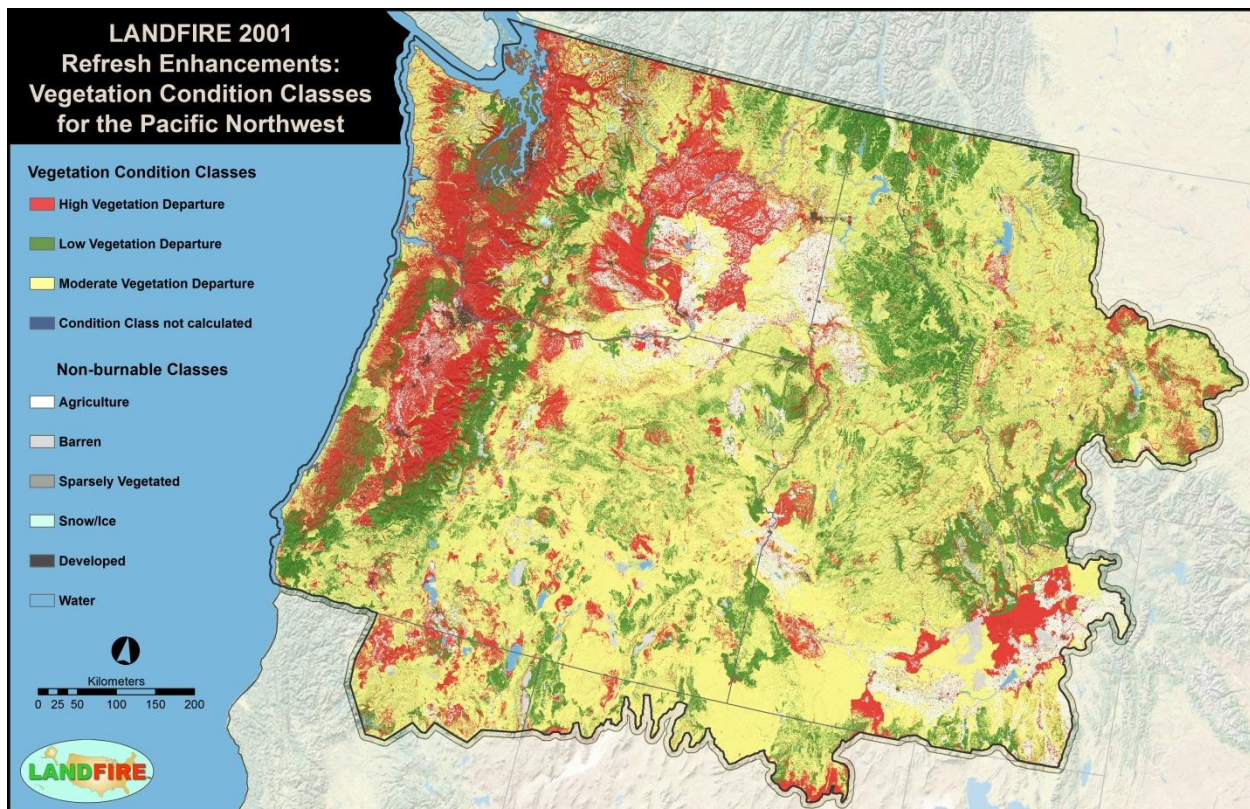 LANDFIRE 2001
Refresh Enhancements:
Vegetation Condition Classes
for the Pacific Northwest
Vegetation Condition Classes
High Vegetation Departure
Low Vegetation Departure
Moderate Vegetation Departure
Condition Class not calculated
Non-burnable Classes
Agriculture
Barren
Sparsely Vegetated
Snow/Ice
Developed
Water
Kilometers
0 25 50 100 150 200
LANDFIRE